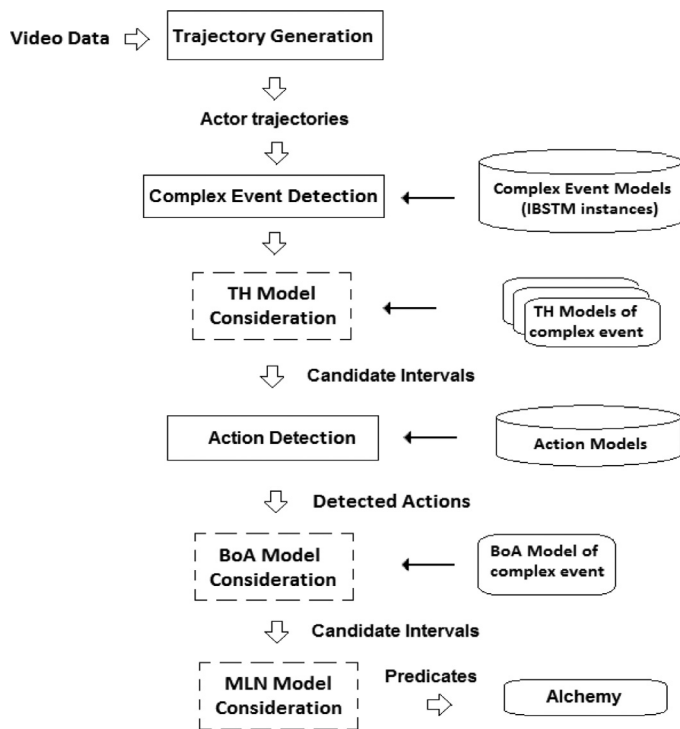 Video Data
Trajectory Generation
Actor trajectories
Complex Event Detection
Complex Event Models
(IBSTM instances)
TH Model
Consideration
TH Models of
complex event
Candidate Intervals
Action Detection
Action Models
Detected Actions
BoA Model
Consideration
BoA Model of
complex event
Candidate Intervals
MLN Model
Consideration
Predicates
Alchemy